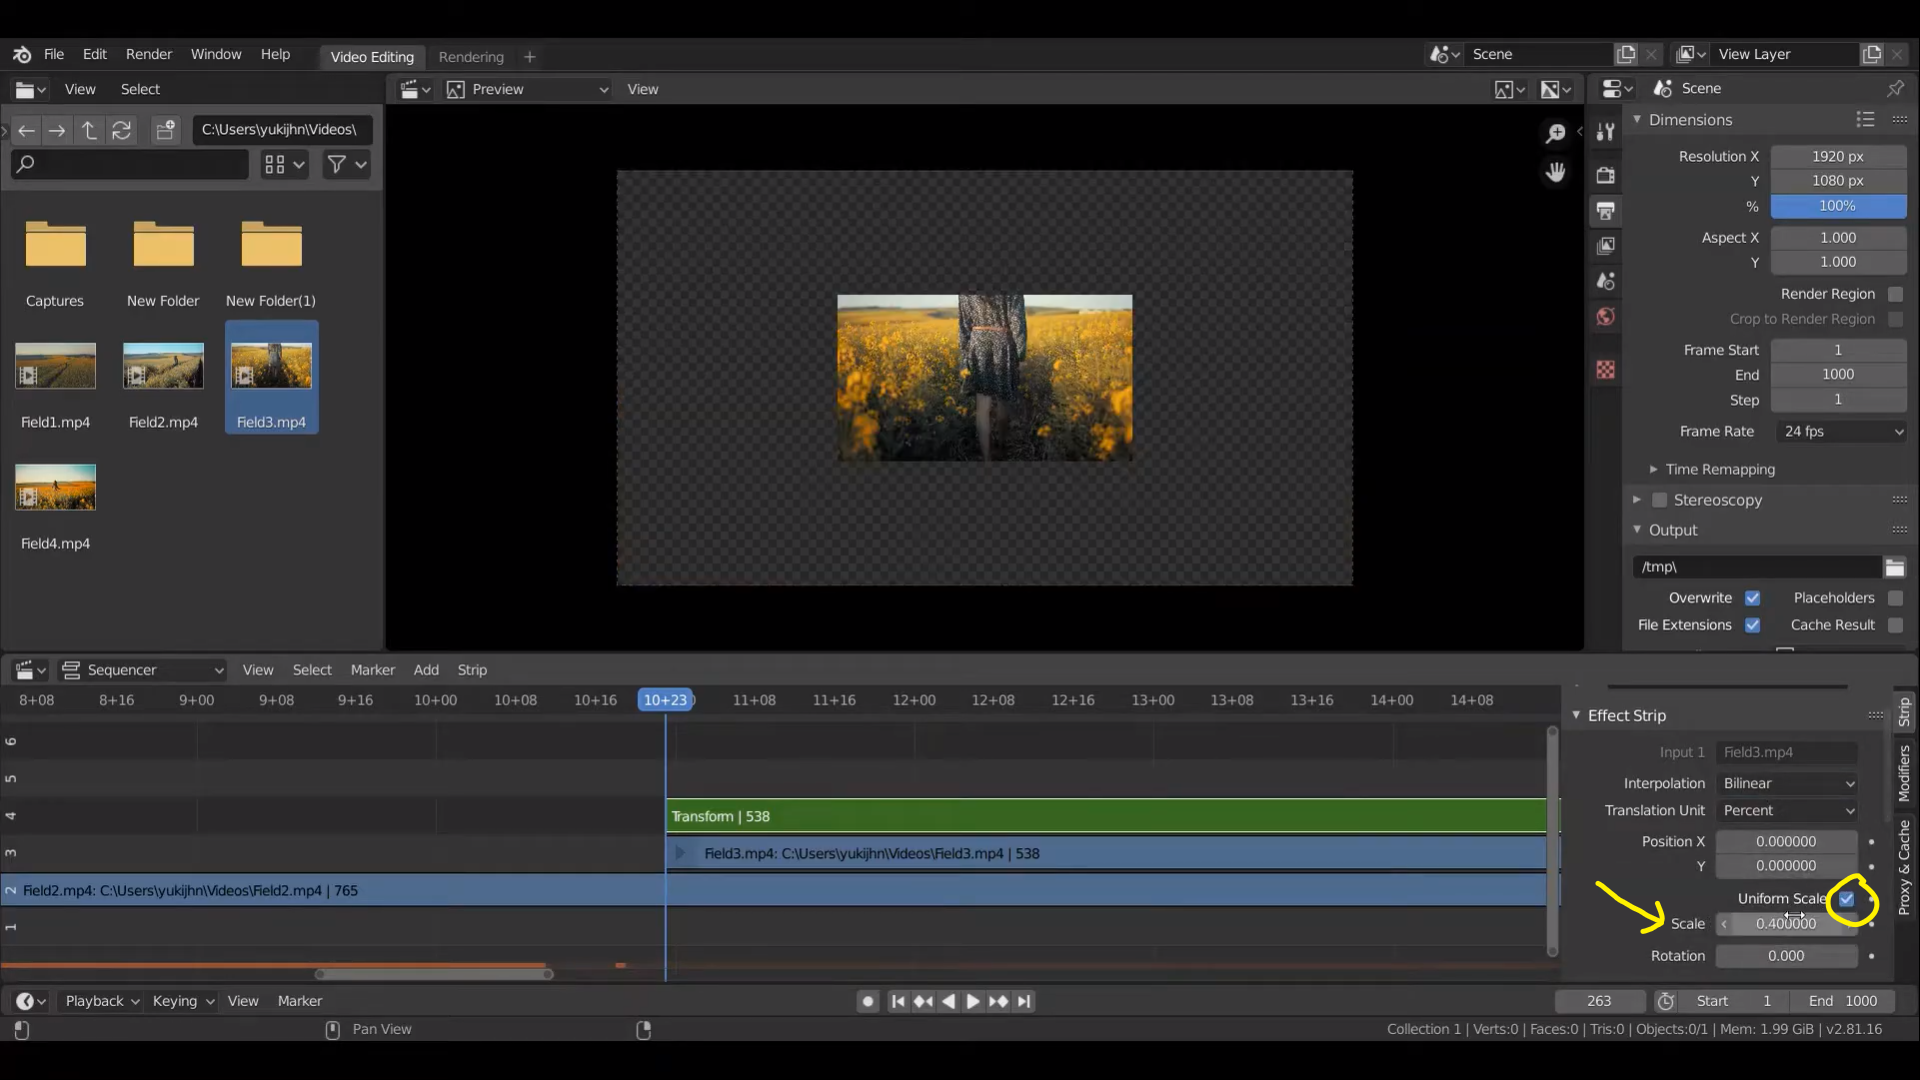 File Edit Render Window Help Video Editing Rendering + Scene View Layer
View Select Preview View Scene
C:\Users\yukijhn\Videos\
Captures New Folder New Folder(1)
Field1.mp4 Field2.mp4 Field3.mp4
Field4.mp4
Dimensions
Resolution X 1920 px
Y 1080 px
% 100%
Aspect X 1.000
Y 1.000
Render Region
Crop to Render Region
Frame Start 1
End 1000
Step 1
Frame Rate 24 fps
Time Remapping
Stereoscopy
Output
/tmp\
Overwrite Placeholders
File Extensions Cache Result
Sequencer View Select Marker Add Strip
8+08 8+16 9+00 9+08 9+16 10+00 10+08 10+16 10+23 11+08 11+16 12+00 12+08 12+16 13+00 13+08 13+16 14+00 14+08
6
5
4 Transform | 538
3 Field3.mp4: C:\Users\yukijhn\Videos\Field3.mp4 | 538
2 Field2.mp4: C:\Users\yukijhn\Videos\Field2.mp4 | 765
1
Effect Strip
Input 1 Field3.mp4
Interpolation Bilinear
Translation Unit Percent
Position X 0.000000
Y 0.000000
Uniform Scale
Scale 0.400000
Rotation 0.000
Strip
Modifiers
Proxy & Cache
Playback Keying View Marker 263 Start 1 End 1000
Pan View Collection 1 | Verts:0 | Faces:0 | Tris:0 | Objects:0/1 | Mem: 1.99 GiB | v2.81.16